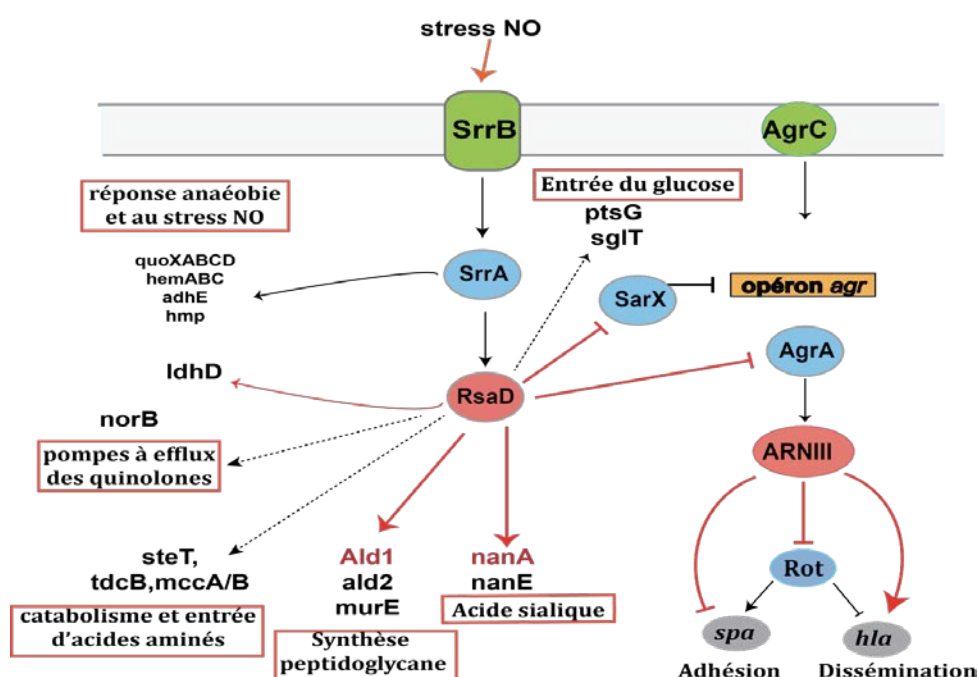 stress NO
SrrB
AgrC
réponse anaéobie
et au stress NO
Entrée du glucose
ptsG
sglT
quoXABCD
hemABC
adhE
hmp
SrrA
SarX
opéron agr
AgrA
ldhD
RsaD
norB
pompes à efflux
des quinolones
ARNIII
steT,
tdcB,mccA/B
catabolisme et entrée
d'acides aminés
Ald1
ald2
murE
Synthèse
peptidoglycane
nanA
nanE
Acide sialique
Rot
spa
hla
Adhésion
Dissémination